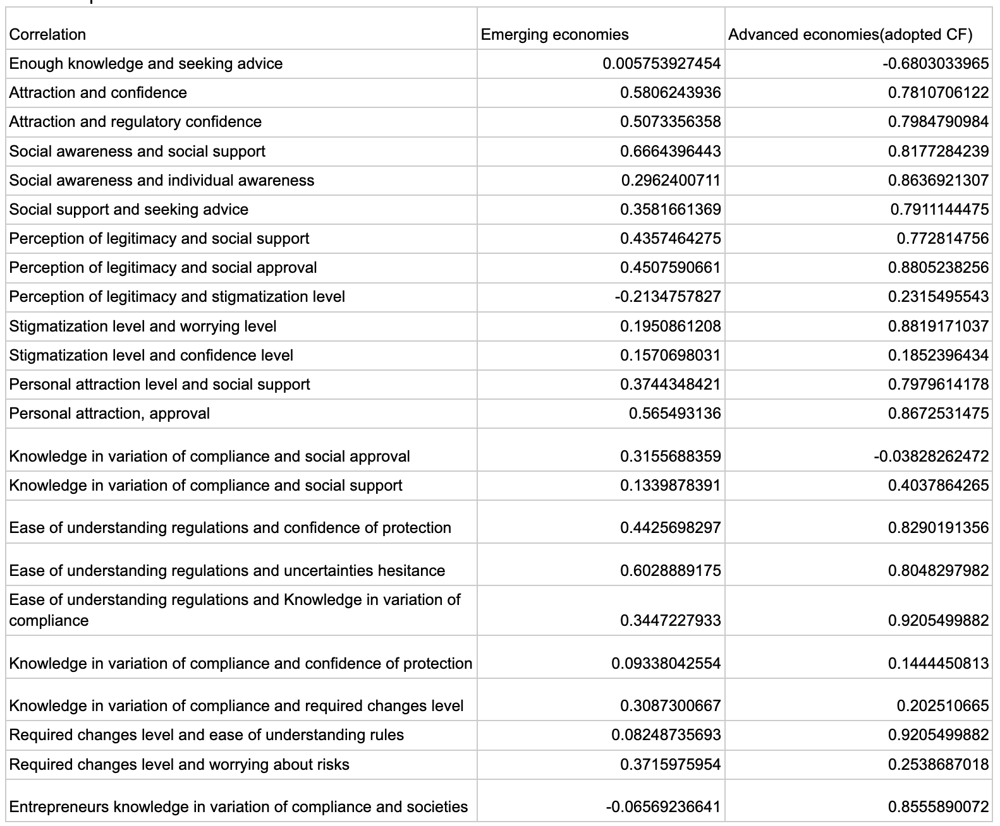 Correlation Emerging economies Advanced economies(adopted CF)
Enough knowledge and seeking advice 0.005753927454 -0.6803033965
Attraction and confidence 0.5806243936 0.7810706122
Attraction and regulatory confidence 0.5073356358 0.7984790984
Social awareness and social support 0.6664396443 0.8177284239
Social awareness and individual awareness 0.2962400711 0.8636921307
Social support and seeking advice 0.3581661369 0.7911144475
Perception of legitimacy and social support 0.4357464275 0.772814756
Perception of legitimacy and social approval 0.4507590661 0.8805238256
Perception of legitimacy and stigmatization level -0.2134757827 0.2315495543
Stigmatization level and worrying level 0.1950861208 0.8819171037
Stigmatization level and confidence level 0.1570698031 0.1852396434
Personal attraction level and social support 0.3744348421 0.7979614178
Personal attraction, approval 0.565493136 0.8672531475
Knowledge in variation of compliance and social approval 0.3155688359 -0.03828262472
Knowledge in variation of compliance and social support 0.1339878391 0.4037864265
Ease of understanding regulations and confidence of protection 0.4425698297 0.8290191356
Ease of understanding regulations and uncertainties hesitance 0.6028889175 0.8048297982
Ease of understanding regulations and Knowledge in variation of
compliance 0.3447227933 0.9205499882
Knowledge in variation of compliance and confidence of protection 0.09338042554 0.1444450813
Knowledge in variation of compliance and required changes level 0.3087300667 0.202510665
Required changes level and ease of understanding rules 0.08248735693 0.9205499882
Required changes level and worrying about risks 0.3715975954 0.2538687018
Entrepreneurs knowledge in variation of compliance and societies -0.06569236641 0.8555890072